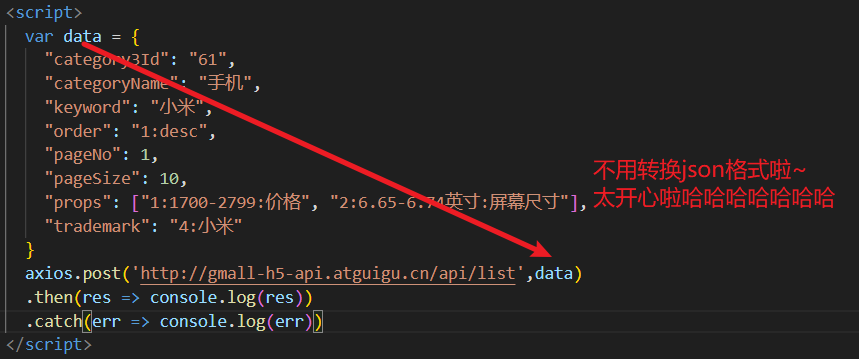 <script>
var data = {
"category3Id": "61",
"categoryName": "手机",
"keyword": "小米",
"order": "1:desc",
"pageNo": 1,
"pageSize": 10,
"props": ["1:1700-2799:价格", "2:6.65-6.74英寸:屏幕尺寸"],
"trademark": "4:小米"
}
axios.post('http://gmall-h5-api.atguigu.cn/api/list',data)
.then(res => console.log(res))
.catch(err => console.log(err))
</script>
不用转换json格式啦~
太开心啦哈哈哈哈哈哈哈